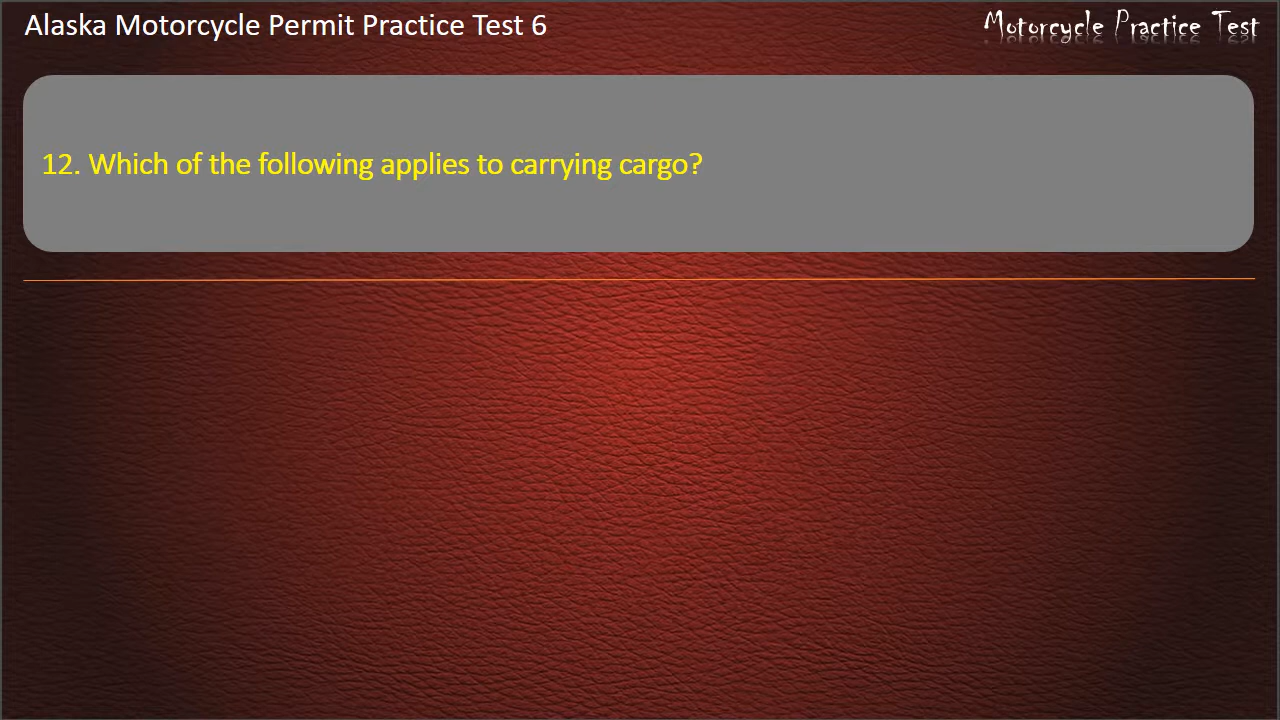 Alaska Motorcycle Permit Practice Test 6
Motorcycle Practice Test
12. Which of the following applies to carrying cargo?